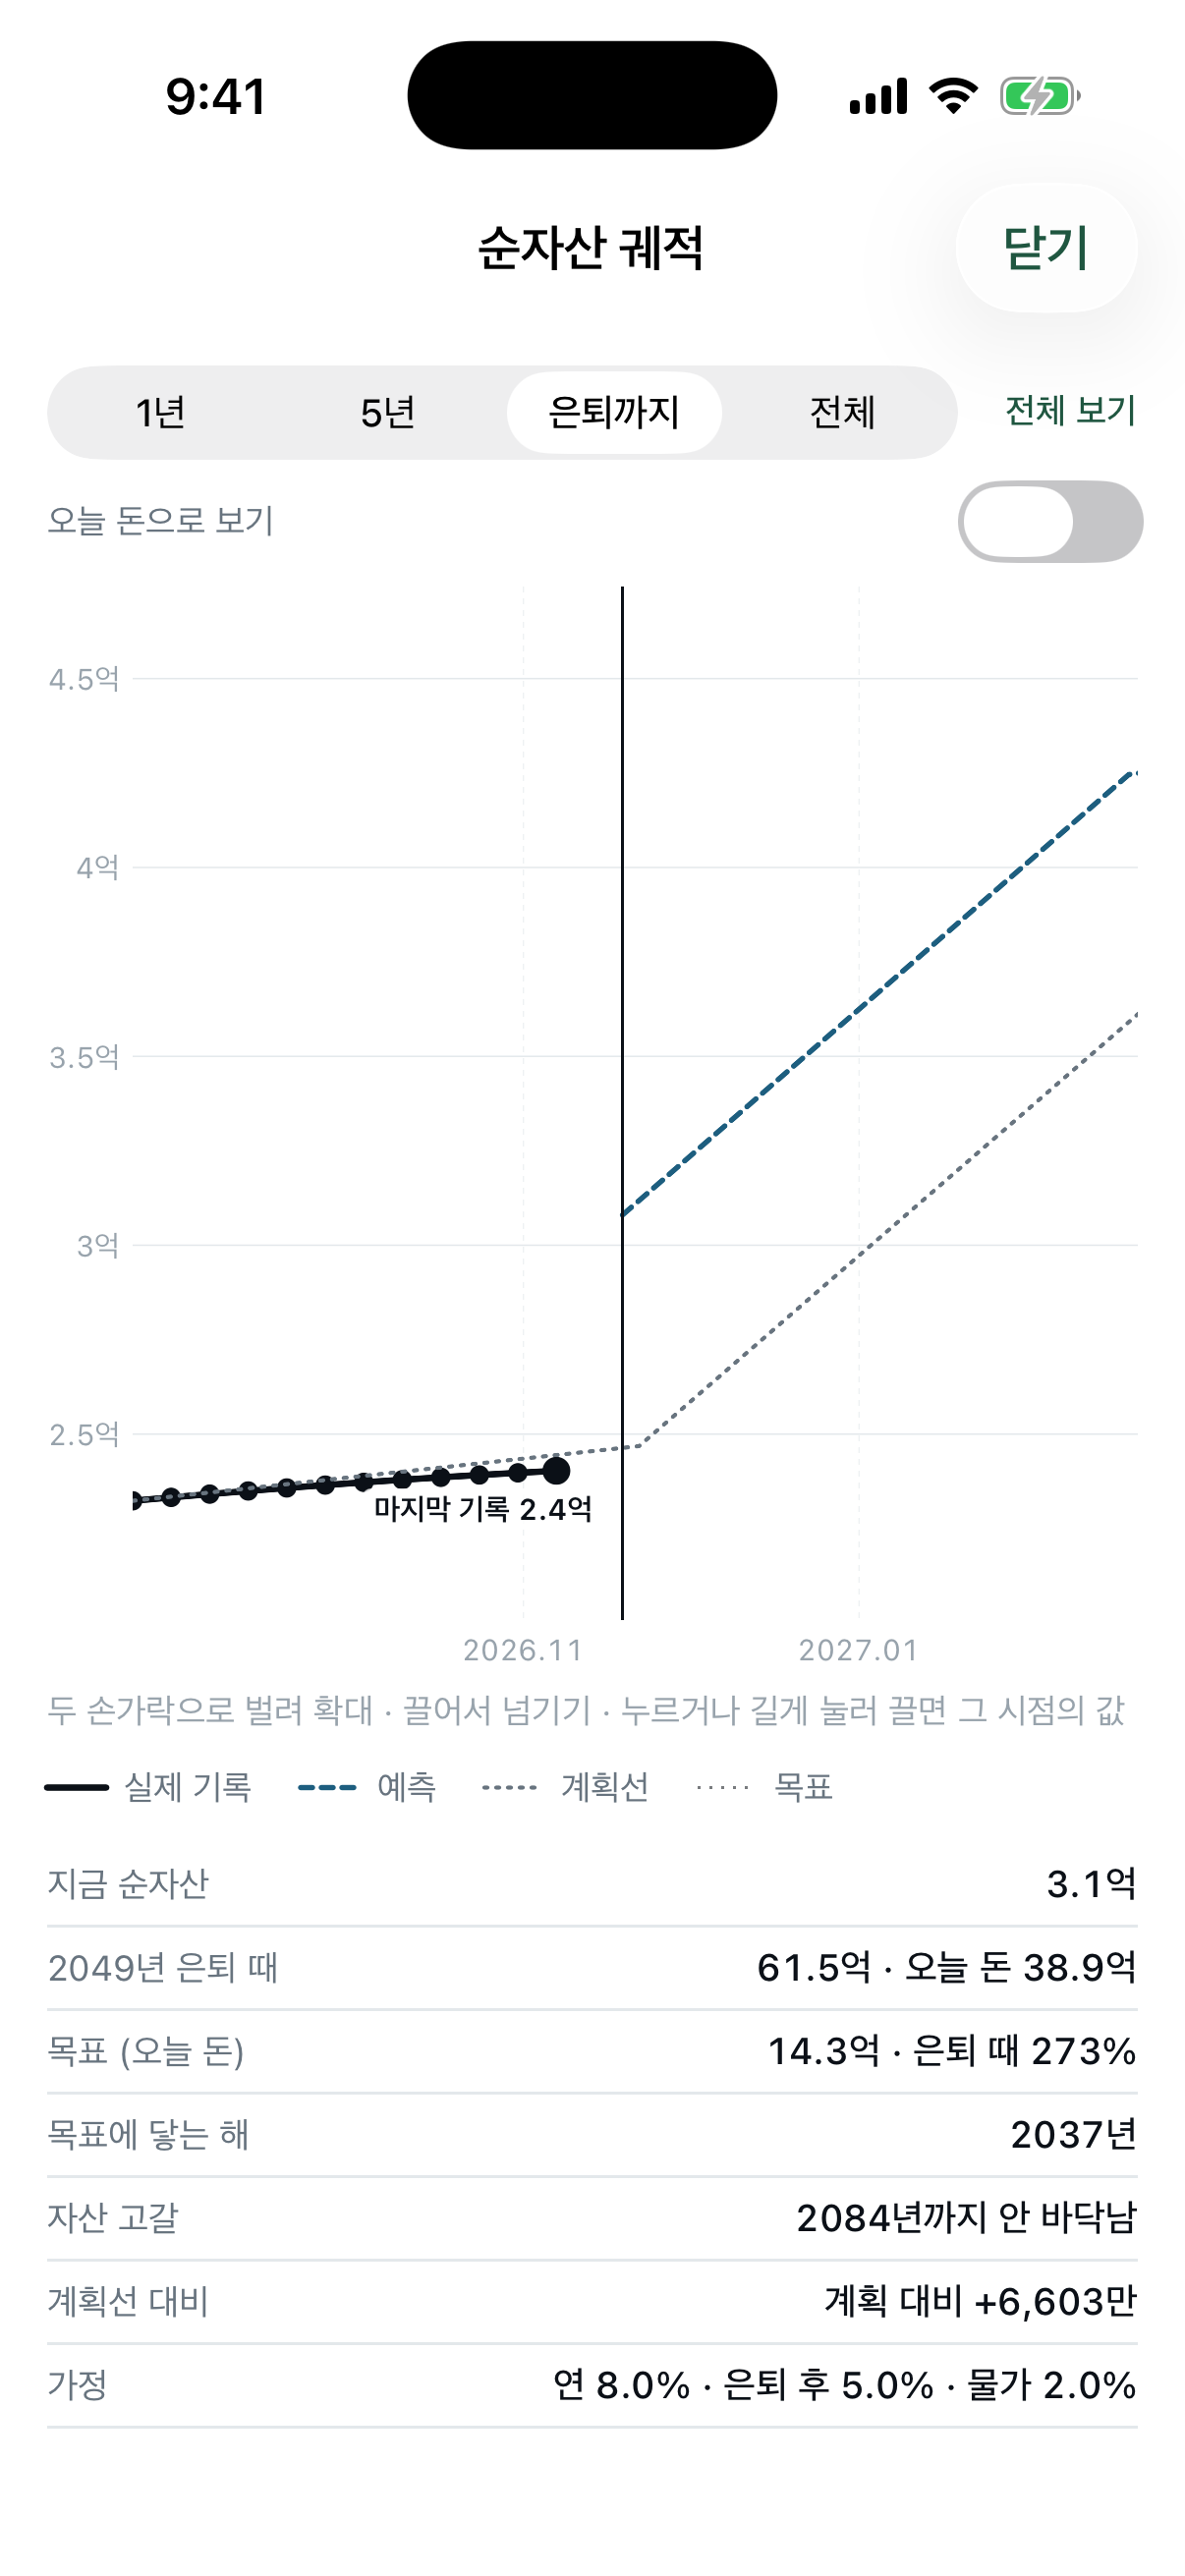 9:41
순자산 궤적
닫기
1년 5년 은퇴까지 전체 전체 보기
오늘 돈으로 보기
4.5억
4억
3.5억
3억
2.5억
마지막 기록 2.4억
2026.11 2027.01
두 손가락으로 벌려 확대 · 끌어서 넘기기 · 누르거나 길게 눌러 끌면 그 시점의 값
실제 기록 예측 계획선 목표
지금 순자산 3.1억
2049년 은퇴 때 61.5억 · 오늘 돈 38.9억
목표 (오늘 돈) 14.3억 · 은퇴 때 273%
목표에 닿는 해 2037년
자산 고갈 2084년까지 안 바닥남
계획선 대비 계획 대비 +6,603만
가정 연 8.0% · 은퇴 후 5.0% · 물가 2.0%